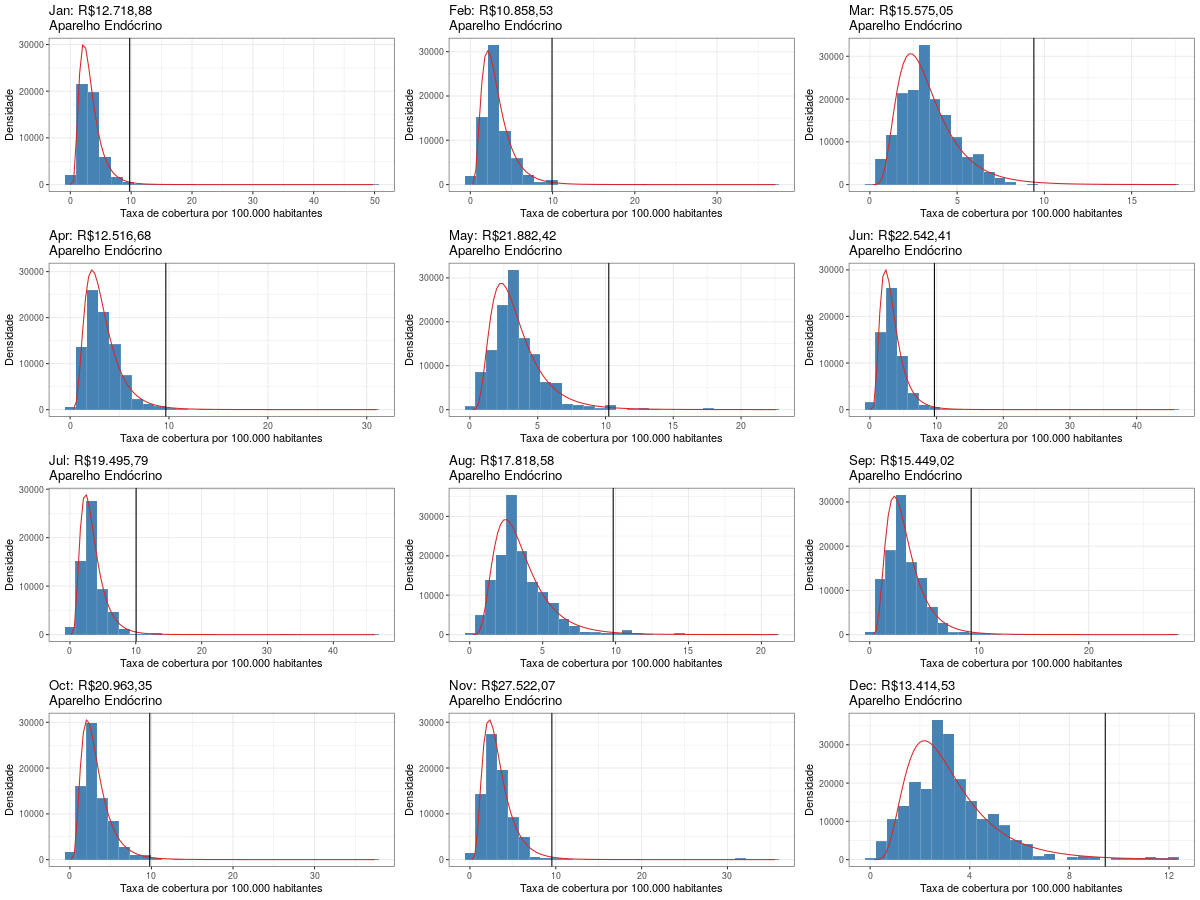 Jan: R$12.718,88
Aparelho Endócrino
Densidade
30000
20000
10000
0
0 10 20 30 40 50
Taxa de cobertura por 100.000 habitantes
Feb: R$10.858,53
Aparelho Endócrino
Densidade
30000
20000
10000
0
0 10 20 30
Taxa de cobertura por 100.000 habitantes
Mar: R$15.575,05
Aparelho Endócrino
Densidade
30000
20000
10000
0
0 5 10 15
Taxa de cobertura por 100.000 habitantes
Apr: R$12.516,68
Aparelho Endócrino
Densidade
30000
20000
10000
0
0 10 20 30
Taxa de cobertura por 100.000 habitantes
May: R$21.882,42
Aparelho Endócrino
Densidade
30000
20000
10000
0
0 5 10 15 20
Taxa de cobertura por 100.000 habitantes
Jun: R$22.542,41
Aparelho Endócrino
Densidade
30000
20000
10000
0
0 10 20 30 40
Taxa de cobertura por 100.000 habitantes
Jul: R$19.495,79
Aparelho Endócrino
Densidade
30000
20000
10000
0
0 10 20 30 40
Taxa de cobertura por 100.000 habitantes
Aug: R$17.818,58
Aparelho Endócrino
Densidade
30000
20000
10000
0
0 5 10 15 20
Taxa de cobertura por 100.000 habitantes
Sep: R$15.449,02
Aparelho Endócrino
Densidade
30000
20000
10000
0
0 10 20
Taxa de cobertura por 100.000 habitantes
Oct: R$20.963,35
Aparelho Endócrino
Densidade
30000
20000
10000
0
0 10 20 30
Taxa de cobertura por 100.000 habitantes
Nov: R$27.522,07
Aparelho Endócrino
Densidade
30000
20000
10000
0
0 10 20 30
Taxa de cobertura por 100.000 habitantes
Dec: R$13.414,53
Aparelho Endócrino
Densidade
30000
20000
10000
0
0 4 8 12
Taxa de cobertura por 100.000 habitantes